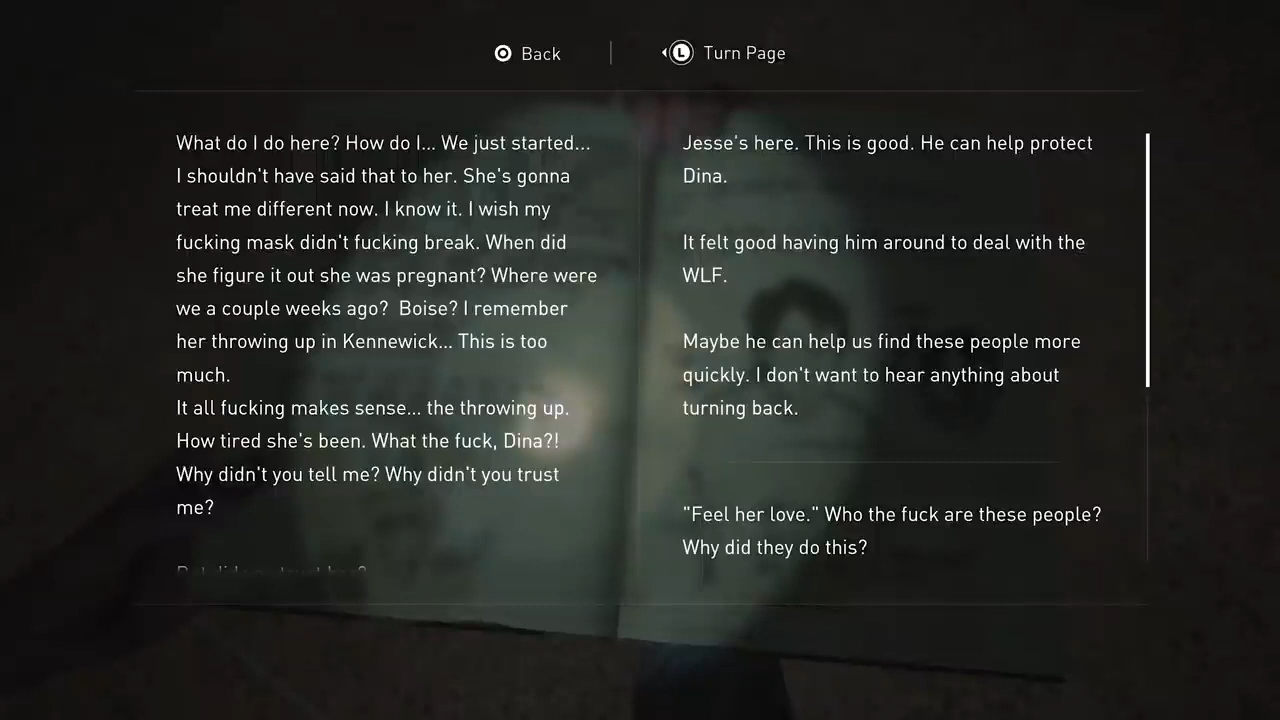 Back
Turn Page
What do I do here? How do I... We just started...
I shouldn't have said that to her. She's gonna
treat me different now. I know it. I wish my
fucking mask didn't fucking break. When did
she figure it out she was pregnant? Where were
we a couple weeks ago?  Boise? I remember
her throwing up in Kennewick... This is too
much.
It all fucking makes sense... the throwing up.
How tired she's been. What the fuck, Dina?!
Why didn't you tell me? Why didn't you trust
me?
Jesse's here. This is good. He can help protect
Dina.
It felt good having him around to deal with the
WLF.
Maybe he can help us find these people more
quickly. I don't want to hear anything about
turning back.
"Feel her love." Who the fuck are these people?
Why did they do this?